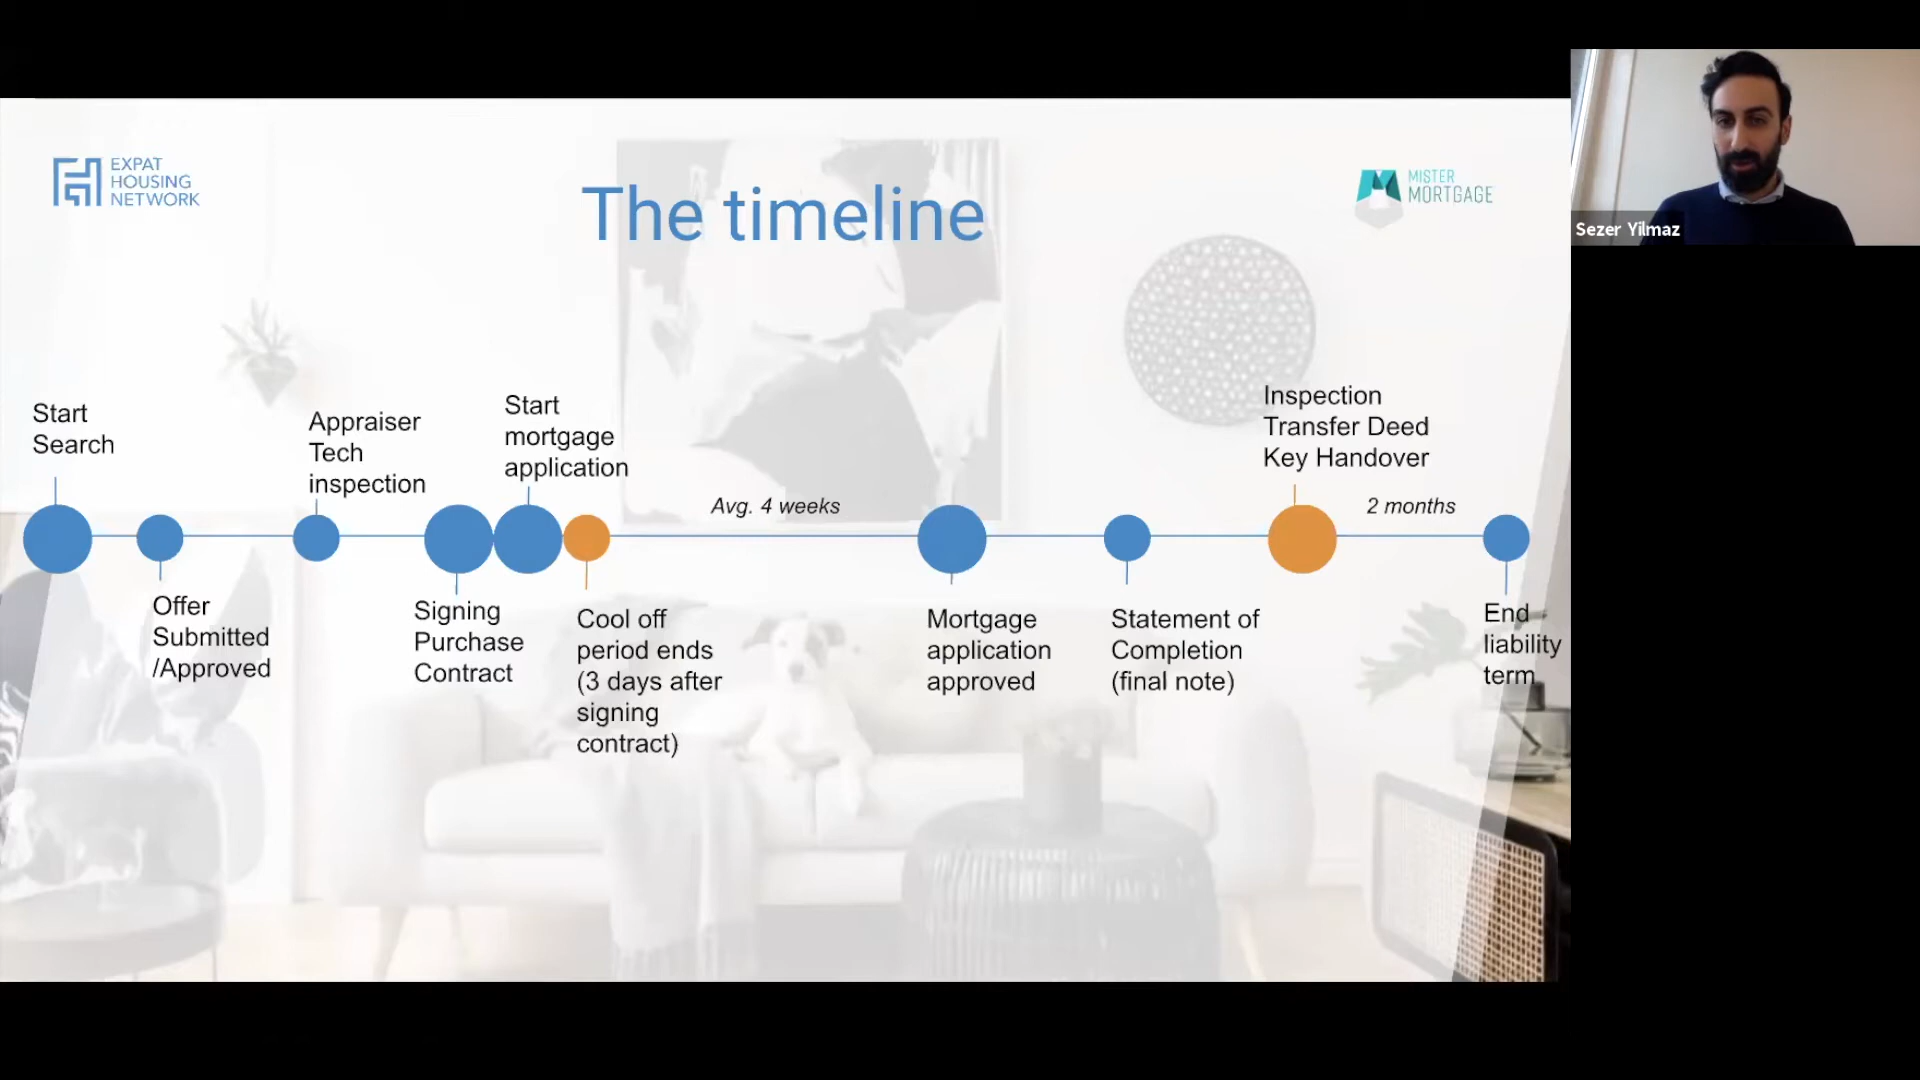 EXPAT
HOUSING
NETWORK
The timeline
MISTER
MORTGAGE
Sezer Yilmaz
Start
Search
Appraiser
Tech
inspection
Start
mortgage
application
Inspection
Transfer Deed
Key Handover
Avg. 4 weeks
2 months
Offer
Submitted
/Approved
Signing
Purchase
Contract
Cool off
period ends
(3 days after
signing
contract)
Mortgage
application
approved
Statement of
Completion
(final note)
End
liability
term